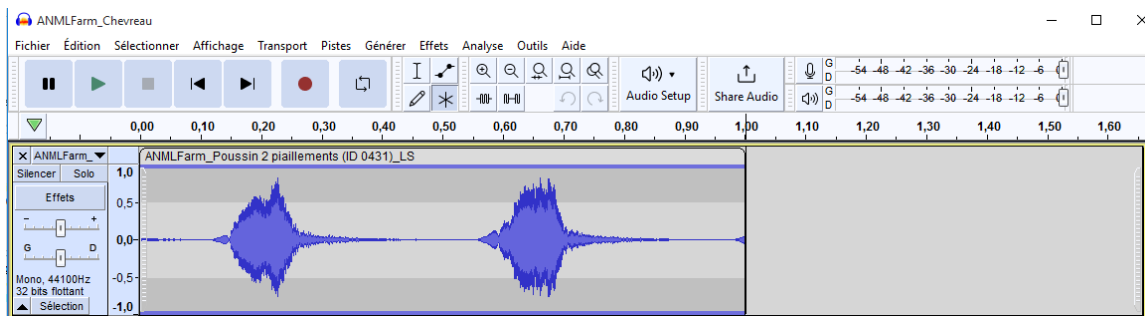 ANMLFarm_Chevreau
Fichier Édition Sélectionner Affichage Transport Pistes Générer Effets Analyse Outils Aide
Audio Setup Share Audio
G D -54 -48 -42 -36 -30 -24 -18 -12 -6 0
G D -54 -48 -42 -36 -30 -24 -18 -12 -6 0
0,00 0,10 0,20 0,30 0,40 0,50 0,60 0,70 0,80 0,90 1,00 1,10 1,20 1,30 1,40 1,50 1,60
ANMLFarm_ ANMLFarm_Poussin 2 piaillements (ID 0431)_LS
Silencer Solo 1,0
Effets
0,5
- +
0,0
G D
-0,5
Mono, 44100Hz
32 bits flottant
Sélection -1,0